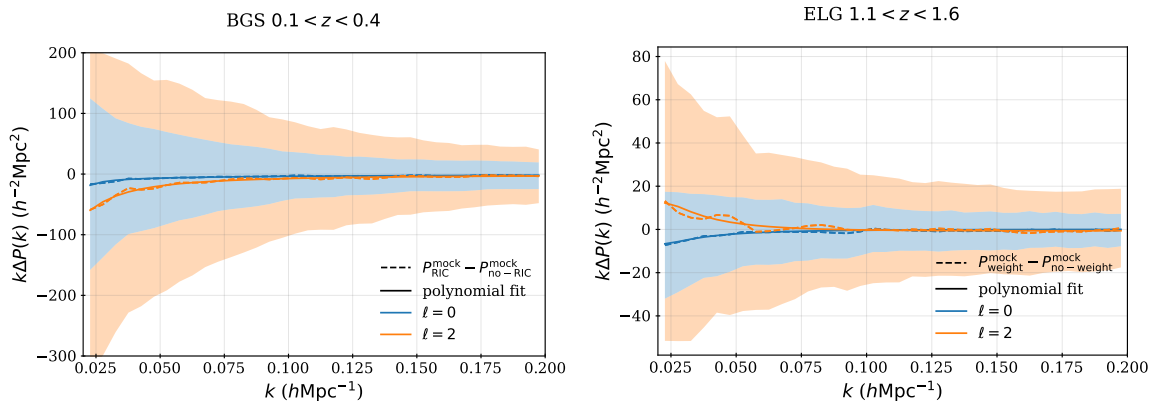 BGS 0.1 < z < 0.4
200
100
0
−100
−200
−300
kΔP(k) (h⁻²Mpc²)
P^mock_RIC − P^mock_no−RIC
polynomial fit
ℓ = 0
ℓ = 2
0.025 0.050 0.075 0.100 0.125 0.150 0.175 0.200
k (hMpc⁻¹)
ELG 1.1 < z < 1.6
80
60
40
20
0
−20
−40
kΔP(k) (h⁻²Mpc²)
P^mock_weight − P^mock_no−weight
polynomial fit
ℓ = 0
ℓ = 2
0.025 0.050 0.075 0.100 0.125 0.150 0.175 0.200
k (hMpc⁻¹)